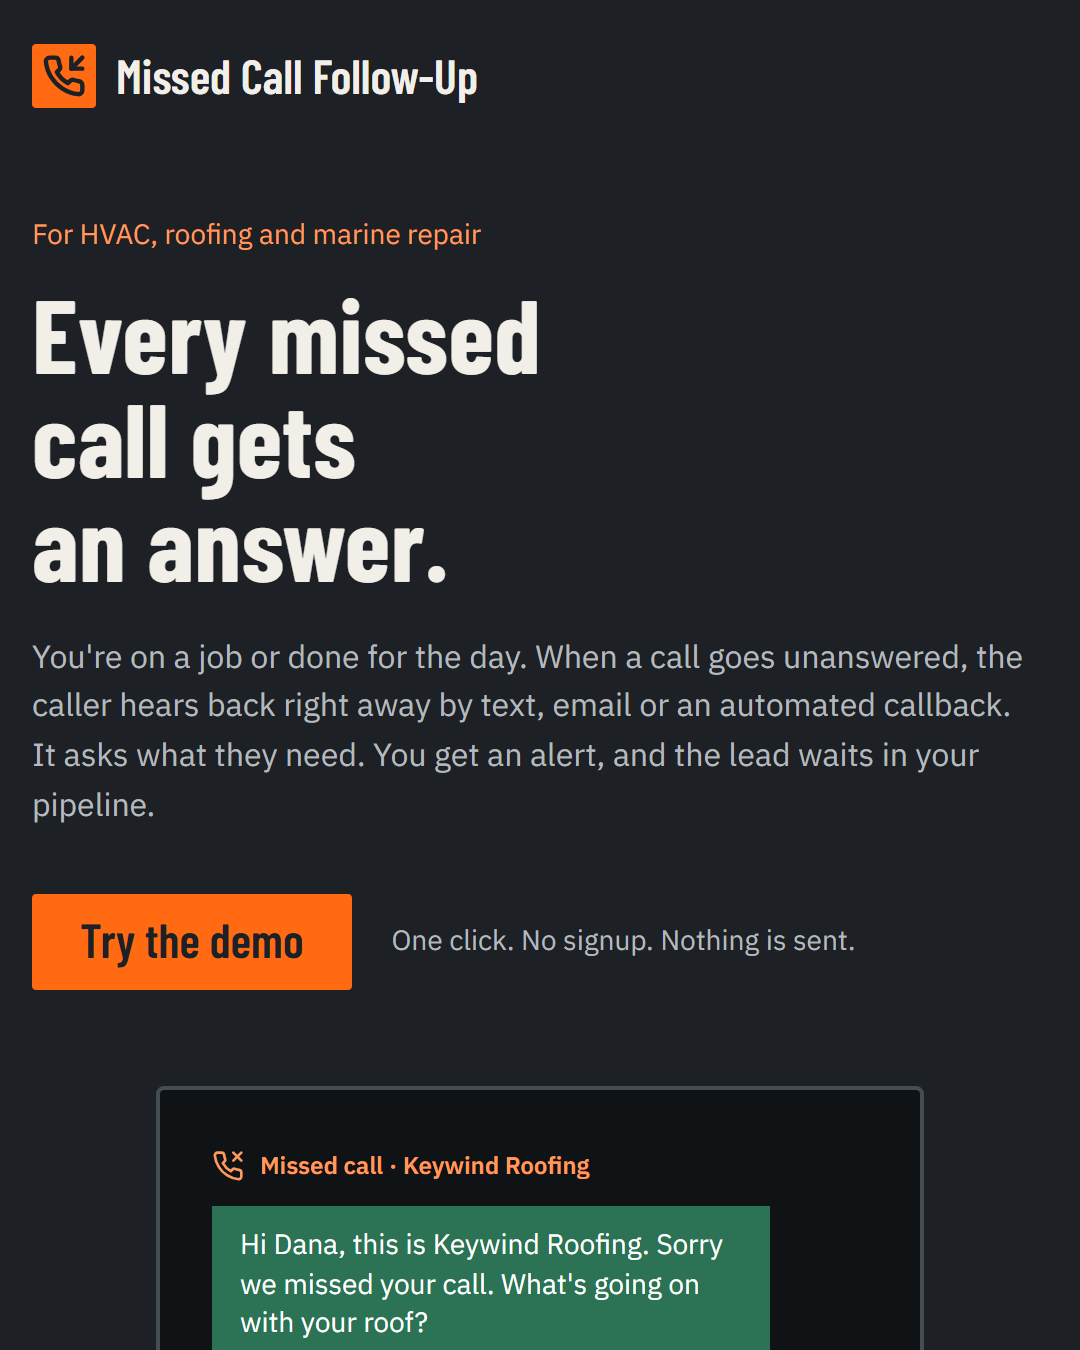 Missed Call Follow-Up
For HVAC, roofing and marine repair
Every missed
call gets
an answer.
You're on a job or done for the day. When a call goes unanswered, the
caller hears back right away by text, email or an automated callback.
It asks what they need. You get an alert, and the lead waits in your
pipeline.
Try the demo
One click. No signup. Nothing is sent.
Missed call · Keywind Roofing
Hi Dana, this is Keywind Roofing. Sorry
we missed your call. What's going on
with your roof?